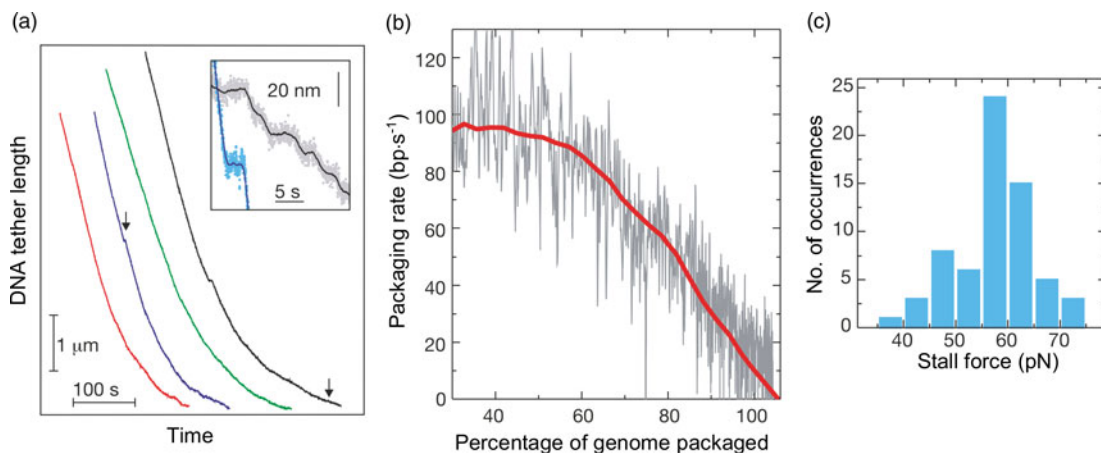 (a)
DNA tether length
20 nm
5 s
1 μm
100 s
Time
(b)
Packaging rate (bp·s⁻¹)
120
100
80
60
40
20
0
40 60 80 100
Percentage of genome packaged
(c)
No. of occurrences
25
20
15
10
5
0
40 50 60 70
Stall force (pN)